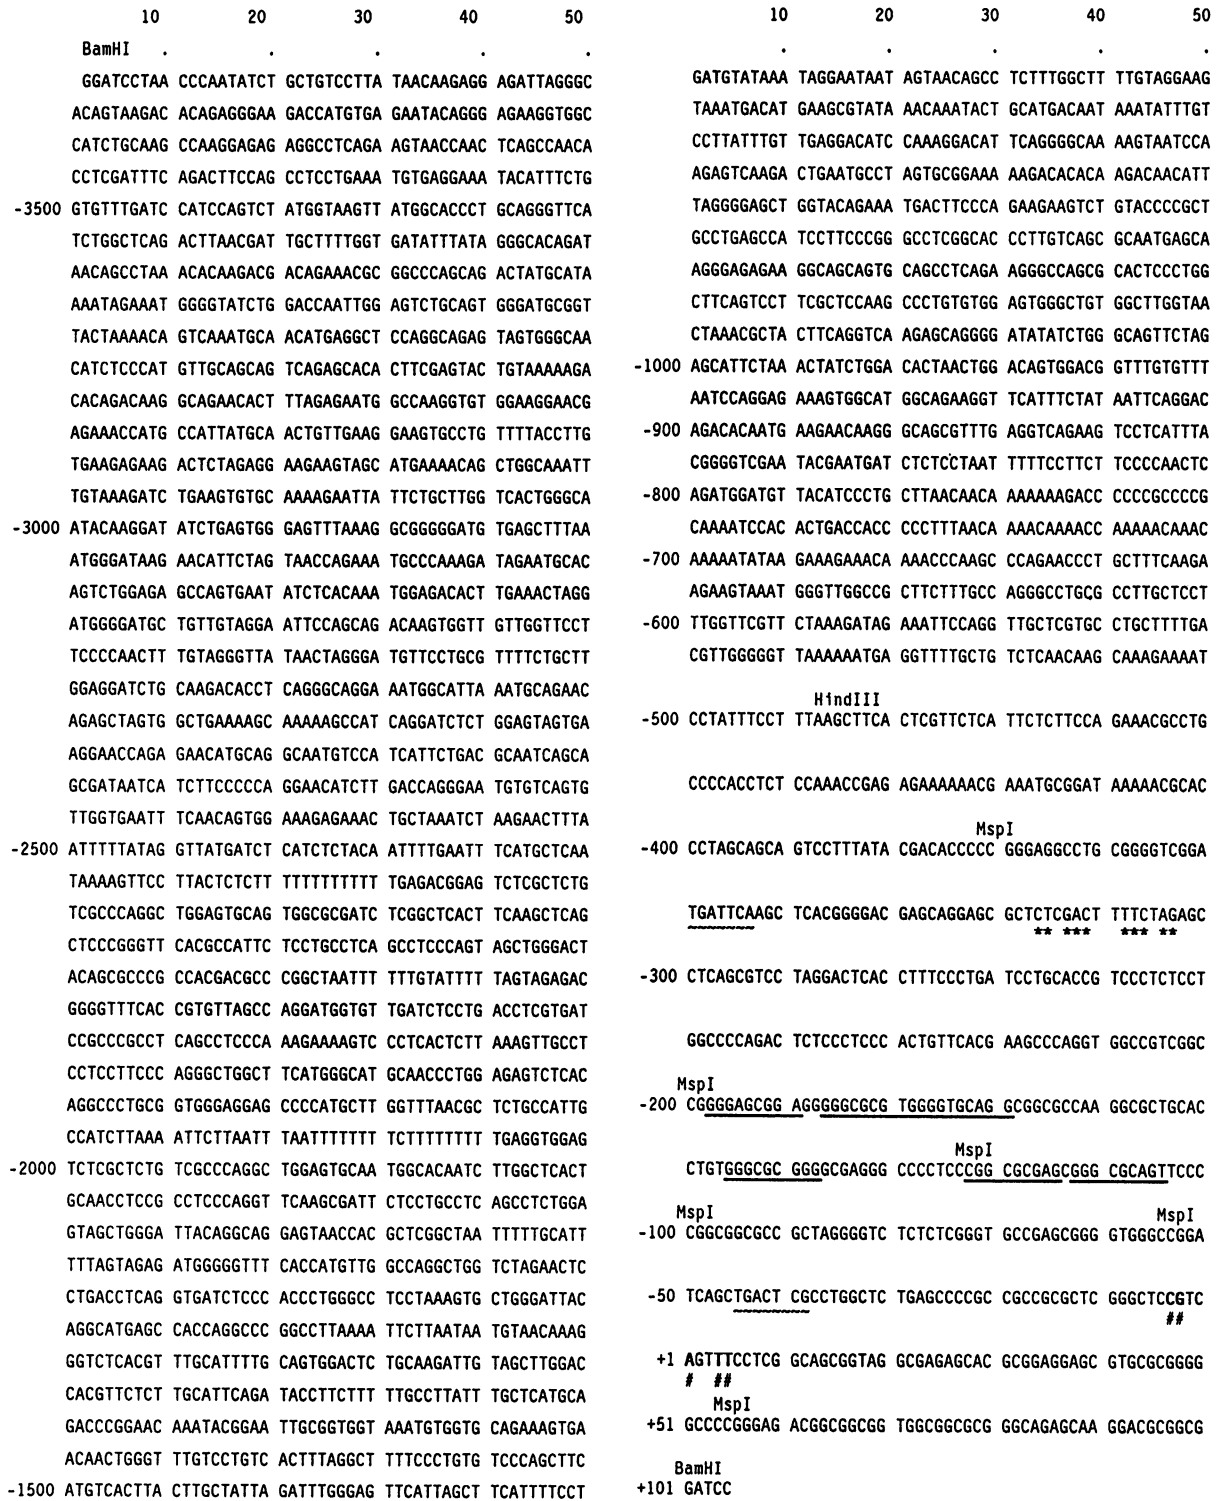 10 20 30 40 50
BamHI . . . . .
GGATCCTAA CCCAATATCT GCTGTCCTTA TAACAAGAGG AGATTAGGGC
ACAGTAAGAC ACAGAGGGAA GACCATGTGA GAATACAGGG AGAAGGTGGC
CATCTGCAAG CCAAGGAGAG AGGCCTCAGA AGTAACCAAC TCAGCCAACA
CCTCGATTTC AGACTTCCAG CCTCCTGAAA TGTGAGGAAA TACATTTCTG
-3500 GTGTTTGATC CATCCAGTCT ATGGTAAGTT ATGGCACCCT GCAGGGTTCA
TCTGGCTCAG ACTTAACGAT TGCTTTTGGT GATATTTATA GGGCACAGAT
AACAGCCTAA ACACAAGACG ACAGAAACGC GGCCCAGCAG ACTATGCATA
AAATAGAAAT GGGGTATCTG GACCAATTGG AGTCTGCAGT GGGATGCGGT
TACTAAAACA GTCAAATGCA ACATGAGGCT CCAGGCAGAG TAGTGGGCAA
CATCTCCCAT GTTGCAGCAG TCAGAGCACA CTTCGAGTAC TGTAAAAAGA
CACAGACAAG GCAGAACACT TTAGAGAATG GCCAAGGTGT GGAAGGAACG
AGAAACCATG CCATTATGCA ACTGTTGAAG GAAGTGCCTG TTTTACCTTG
TGAAGAGAAG ACTCTAGAGG AAGAAGTAGC ATGAAAACAG CTGGCAAATT
TGTAAAGATC TGAAGTGTGC AAAAGAATTA TTCTGCTTGG TCACTGGGCA
-3000 ATACAAGGAT ATCTGAGTGG GAGTTTAAAG GCGGGGGATG TGAGCTTTAA
ATGGGATAAG AACATTCTAG TAACCAGAAA TGCCCAAAGA TAGAATGCAC
AGTCTGGAGA GCCAGTGAAT ATCTCACAAA TGGAGACACT TGAAACTAGG
ATGGGGATGC TGTTGTAGGA ATTCCAGCAG ACAAGTGGTT GTTGGTTCCT
TCCCCAACTT TGTAGGGTTA TAACTAGGGA TGTTCCTGCG TTTTCTGCTT
GGAGGATCTG CAAGACACCT CAGGGCAGGA AATGGCATTA AATGCAGAAC
AGAGCTAGTG GCTGAAAAGC AAAAAGCCAT CAGGATCTCT GGAGTAGTGA
AGGAACCAGA GAACATGCAG GCAATGTCCA TCATTCTGAC GCAATCAGCA
GCGATAATCA TCTTCCCCCA GGAACATCTT GACCAGGGAA TGTGTCAGTG
TTGGTGAATT TCAACAGTGG AAAGAGAAAC TGCTAAATCT AAGAACTTTA
-2500 ATTTTTATAG GTTATGATCT CATCTCTACA ATTTTGAATT TCATGCTCAA
TAAAAGTTCC TTACTCTCTT TTTTTTTTTT TGAGACGGAG TCTCGCTCTG
TCGCCCAGGC TGGAGTGCAG TGGCGCGATC TCGGCTCACT TCAAGCTCAG
CTCCCGGGTT CACGCCATTC TCCTGCCTCA GCCTCCCAGT AGCTGGGACT
ACAGCGCCCG CCACGACGCC CGGCTAATTT TTTGTATTTT TAGTAGAGAC
GGGGTTTCAC CGTGTTAGCC AGGATGGTGT TGATCTCCTG ACCTCGTGAT
CCGCCCGCCT CAGCCTCCCA AAGAAAAGTC CCTCACTCTT AAAGTTGCCT
CCTCCTTCCC AGGGCTGGCT TCATGGGCAT GCAACCCTGG AGAGTCTCAC
AGGCCCTGCG GTGGGAGGAG CCCCATGCTT GGTTTAACGC TCTGCCATTG
CCATCTTAAA ATTCTTAATT TAATTTTTTT TCTTTTTTTT TGAGGTGGAG
-2000 TCTCGCTCTG TCGCCCAGGC TGGAGTGCAA TGGCACAATC TTGGCTCACT
GCAACCTCCG CCTCCCAGGT TCAAGCGATT CTCCTGCCTC AGCCTCTGGA
GTAGCTGGGA TTACAGGCAG GAGTAACCAC GCTCGGCTAA TTTTTGCATT
TTTAGTAGAG ATGGGGGTTT CACCATGTTG GCCAGGCTGG TCTAGAACTC
CTGACCTCAG GTGATCTCCC ACCCTGGGCC TCCTAAAGTG CTGGGATTAC
AGGCATGAGC CACCAGGCCC GGCCTTAAAA TTCTTAATAA TGTAACAAAG
GGTCTCACGT TTGCATTTTG CAGTGGACTC TGCAAGATTG TAGCTTGGAC
CACGTTCTCT TGCATTCAGA TACCTTCTTT TTGCCTTATT TGCTCATGCA
GACCCGGAAC AAATACGGAA TTGCGGTGGT AAATGTGGTG CAGAAAGTGA
ACAACTGGGT TTGTCCTGTC ACTTTAGGCT TTTCCCTGTG TCCCAGCTTC
-1500 ATGTCACTTA CTTGCTATTA GATTTGGGAG TTCATTAGCT TCATTTTCCT
10 20 30 40 50
. . . . .
GATGTATAAA TAGGAATAAT AGTAACAGCC TCTTTGGCTT TTGTAGGAAG
TAAATGACAT GAAGCGTATA AACAAATACT GCATGACAAT AAATATTTGT
CCTTATTTGT TGAGGACATC CAAAGGACAT TCAGGGGCAA AAGTAATCCA
AGAGTCAAGA CTGAATGCCT AGTGCGGAAA AAGACACACA AGACAACATT
TAGGGGAGCT GGTACAGAAA TGACTTCCCA GAAGAAGTCT GTACCCCGCT
GCCTGAGCCA TCCTTCCCGG GCCTCGGCAC CCTTGTCAGC GCAATGAGCA
AGGGAGAGAA GGCAGCAGTG CAGCCTCAGA AGGGCCAGCG CACTCCCTGG
CTTCAGTCCT TCGCTCCAAG CCCTGTGTGG AGTGGGCTGT GGCTTGGTAA
CTAAACGCTA CTTCAGGTCA AGAGCAGGGG ATATATCTGG GCAGTTCTAG
-1000 AGCATTCTAA ACTATCTGGA CACTAACTGG ACAGTGGACG GTTTGTGTTT
AATCCAGGAG AAAGTGGCAT GGCAGAAGGT TCATTTCTAT AATTCAGGAC
-900 AGACACAATG AAGAACAAGG GCAGCGTTTG AGGTCAGAAG TCCTCATTTA
CGGGGTCGAA TACGAATGAT CTCTCCTAAT TTTTCCTTCT TCCCCAACTC
-800 AGATGGATGT TACATCCCTG CTTAACAACA AAAAAAGACC CCCCGCCCCG
CAAAATCCAC ACTGACCACC CCCTTTAACA AAACAAAACC AAAAACAAAC
-700 AAAAATATAA GAAAGAAACA AAACCCAAGC CCAGAACCCT GCTTTCAAGA
AGAAGTAAAT GGGTTGGCCG CTTCTTTGCC AGGGCCTGCG CCTTGCTCCT
-600 TTGGTTCGTT CTAAAGATAG AAATTCCAGG TTGCTCGTGC CTGCTTTTGA
CGTTGGGGGT TAAAAAATGA GGTTTTGCTG TCTCAACAAG CAAAGAAAAT
HindIII
-500 CCTATTTCCT TTAAGCTTCA CTCGTTCTCA TTCTCTTCCA GAAACGCCTG
CCCCACCTCT CCAAACCGAG AGAAAAAACG AAATGCGGAT AAAAACGCAC
MspI
-400 CCTAGCAGCA GTCCTTTATA CGACACCCCC GGGAGGCCTG CGGGGTCGGA
TGATTCAAGC TCACGGGGAC GAGCAGGAGC GCTCTCGACT TTTCTAGAGC
** *** *** **
-300 CTCAGCGTCC TAGGACTCAC CTTTCCCTGA TCCTGCACCG TCCCTCTCCT
GGCCCCAGAC TCTCCCTCCC ACTGTTCACG AAGCCCAGGT GGCCGTCGGC
MspI
-200 CGGGGAGCGG AGGGGGCGCG TGGGGTGCAG GCGGCGCCAA GGCGCTGCAC
MspI
CTGTGGGCGC GGGGCGAGGG CCCCTCCCGG CGCGAGCGGG CGCAGTTCCC
MspI MspI
-100 CGGCGGCGCC GCTAGGGGTC TCTCTCGGGT GCCGAGCGGG GTGGGCCGGA
-50 TCAGCTGACT CGCCTGGCTC TGAGCCCCGC CGCCGCGCTC GGGCTCCGTC
##
+1 AGTTTCCTCG GCAGCGGTAG GCGAGAGCAC GCGGAGGAGC GTGCGCGGGG
# ##
MspI
+51 GCCCCGGGAG ACGGCGGCGG TGGCGGCGCG GGCAGAGCAA GGACGCGGCG
BamHI
+101 GATCC